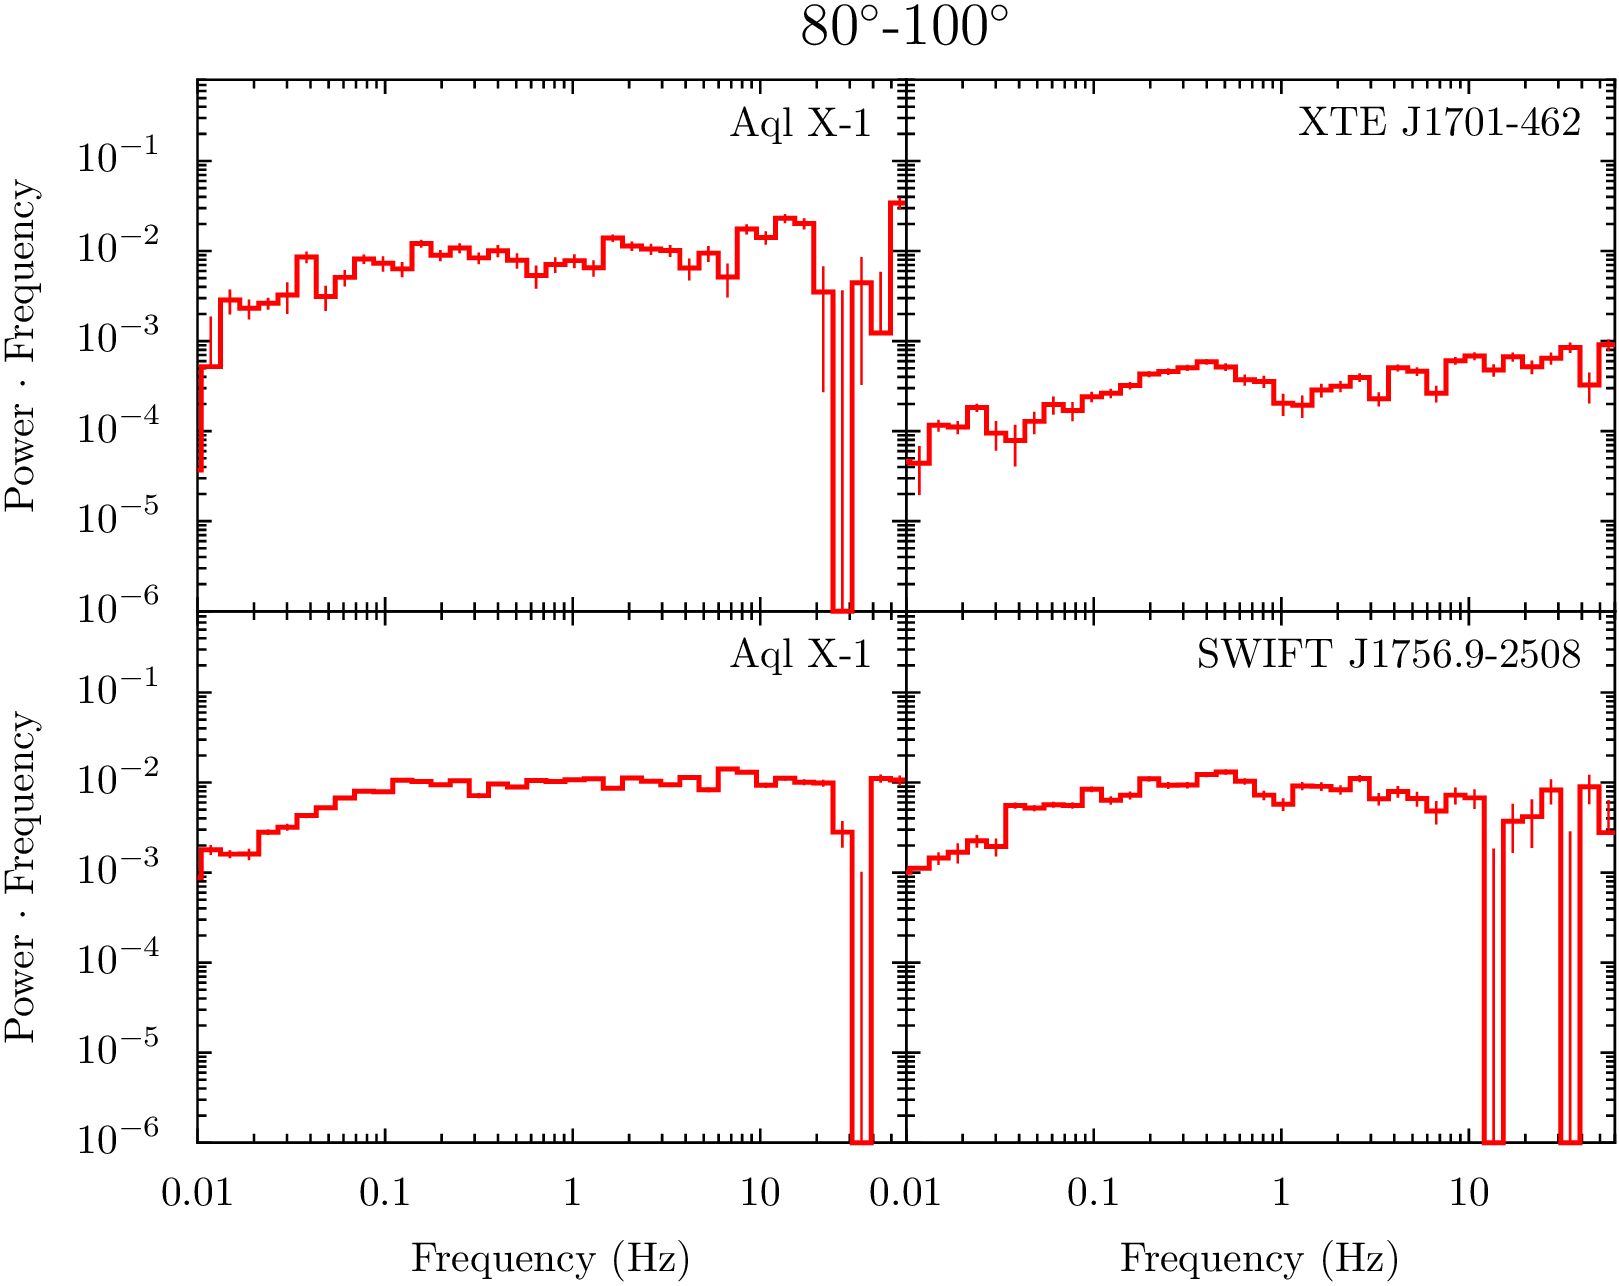 80°-100°
Aql X-1
XTE J1701-462
10⁻¹
10⁻²
10⁻³
10⁻⁴
10⁻⁵
10⁻⁶
Power · Frequency
Aql X-1
SWIFT J1756.9-2508
10⁻¹
10⁻²
10⁻³
10⁻⁴
10⁻⁵
10⁻⁶
Power · Frequency
0.01 0.1 1 10 0.01 0.1 1 10
Frequency (Hz) Frequency (Hz)